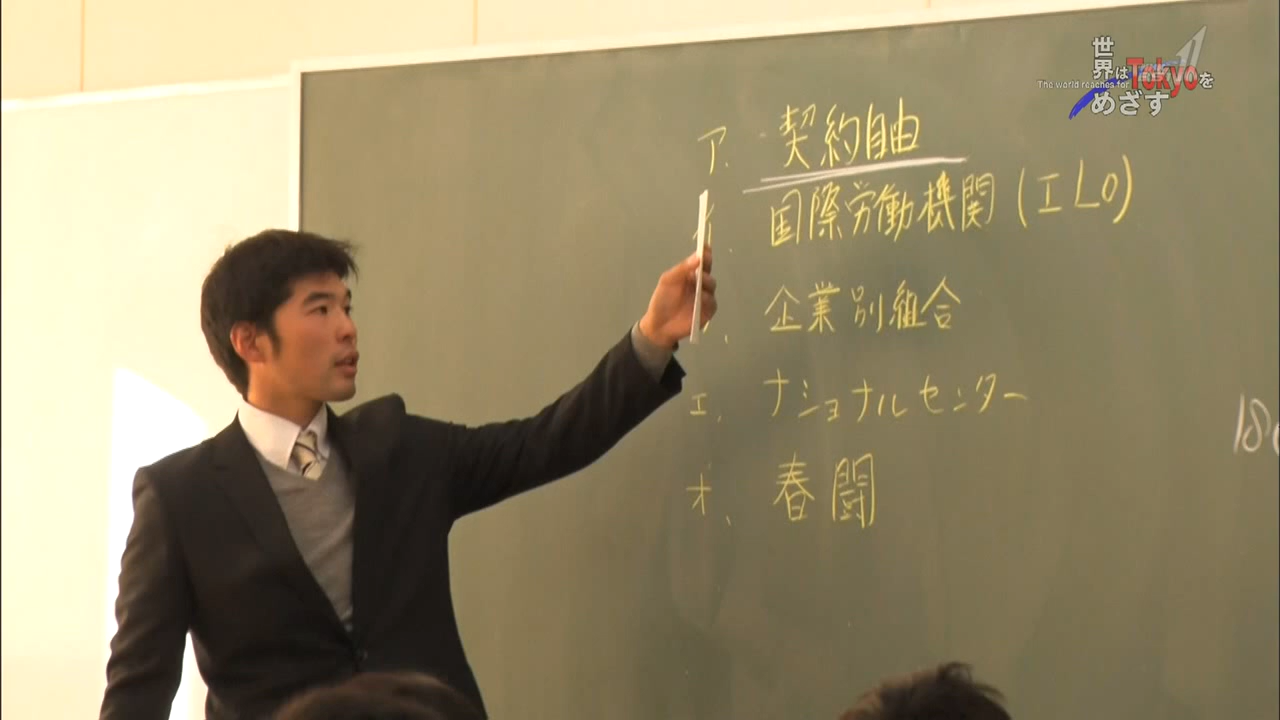 世界は Tokyoを
The world reaches for
めざす
ア. 契約自由
イ. 国際労働機関(ILO)
企業別組合
エ. ナショナルセンター
オ. 春闘
18